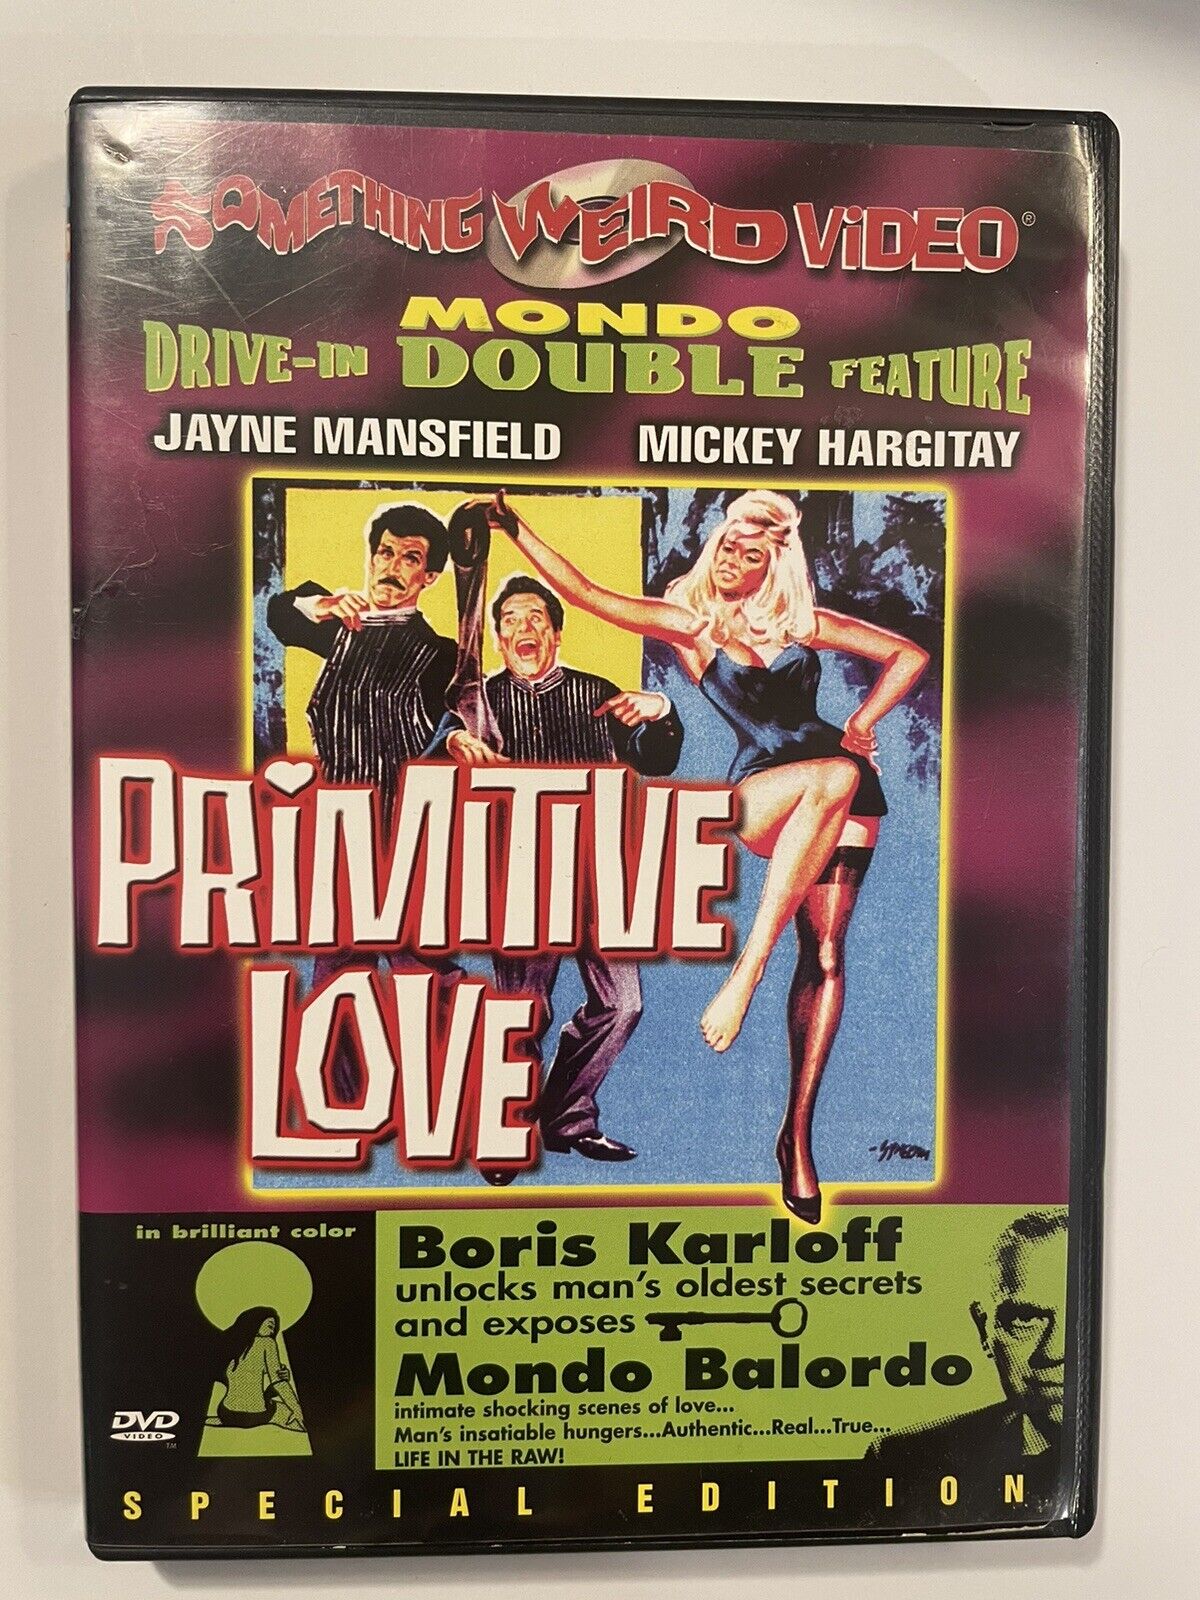 SOMETHING WEIRD ViDEO®
MONDO
DRIVE-IN DOUBLE FEATURE
JAYNE MANSFIELD MICKEY HARGITAY
PRiMITIVE
LOVE
in brilliant color
Boris Karloff
unlocks man's oldest secrets
and exposes
Mondo Balordo
intimate shocking scenes of love...
Man's insatiable hungers...Authentic...Real...True...
LIFE IN THE RAW!
DVD
VIDEO
TM
SPECIAL EDITION